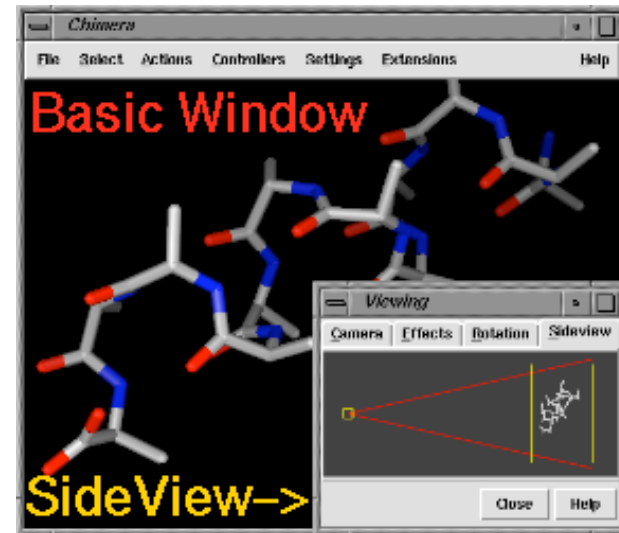 Chimera
File Select Actions Controllers Settings Extensions Help
Basic Window
Viewing
Camera Effects Rotation Sideview
Close Help
SideView->